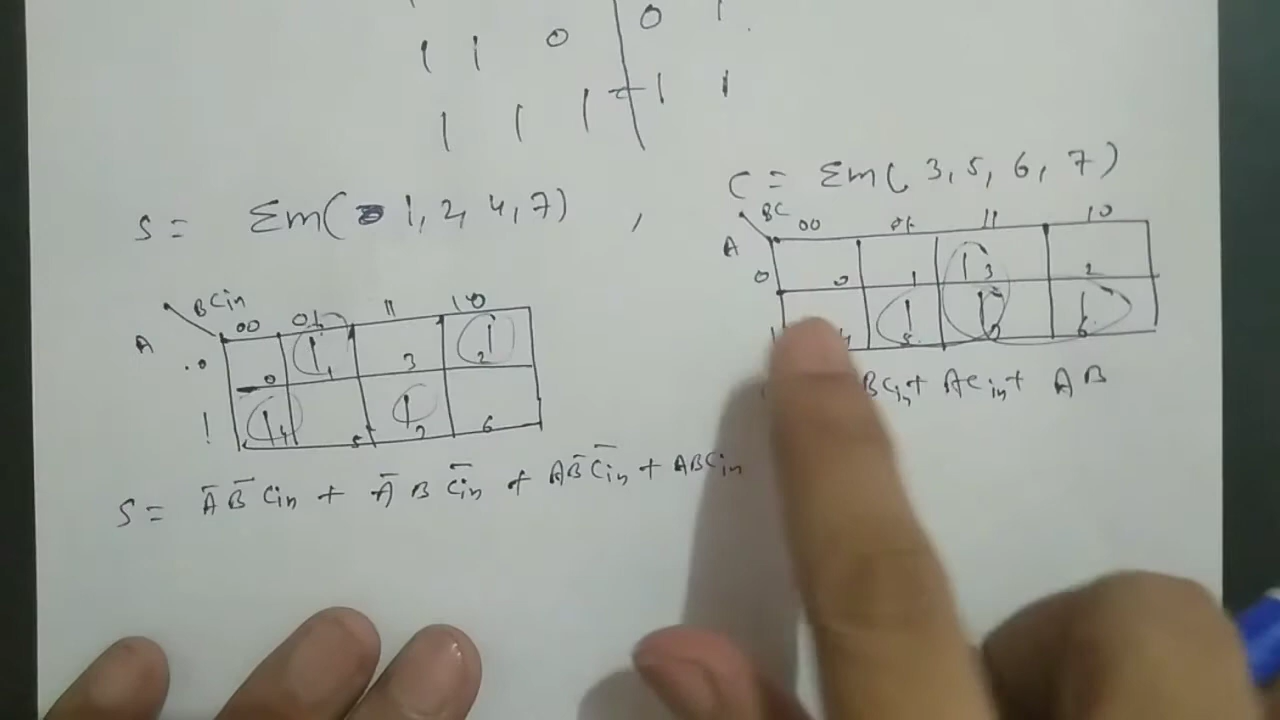 0 1
1 1 0
1 1 1 1 1
S = Σm( 1, 2, 4, 7) ,
C = Σm( 3, 5, 6, 7)
BCin
00 01 11 10
A
0 0 1 1 3 1 2
1 1 4 5 1 7 6
BC
00 01 11 10
A
0 0 1 1 3 2
1 4 1 5 1 7 1 6
BCin + ACin + AB
S = A̅ B̅ Cin + A̅ B C̅in + A B̅ C̅in + ABCin